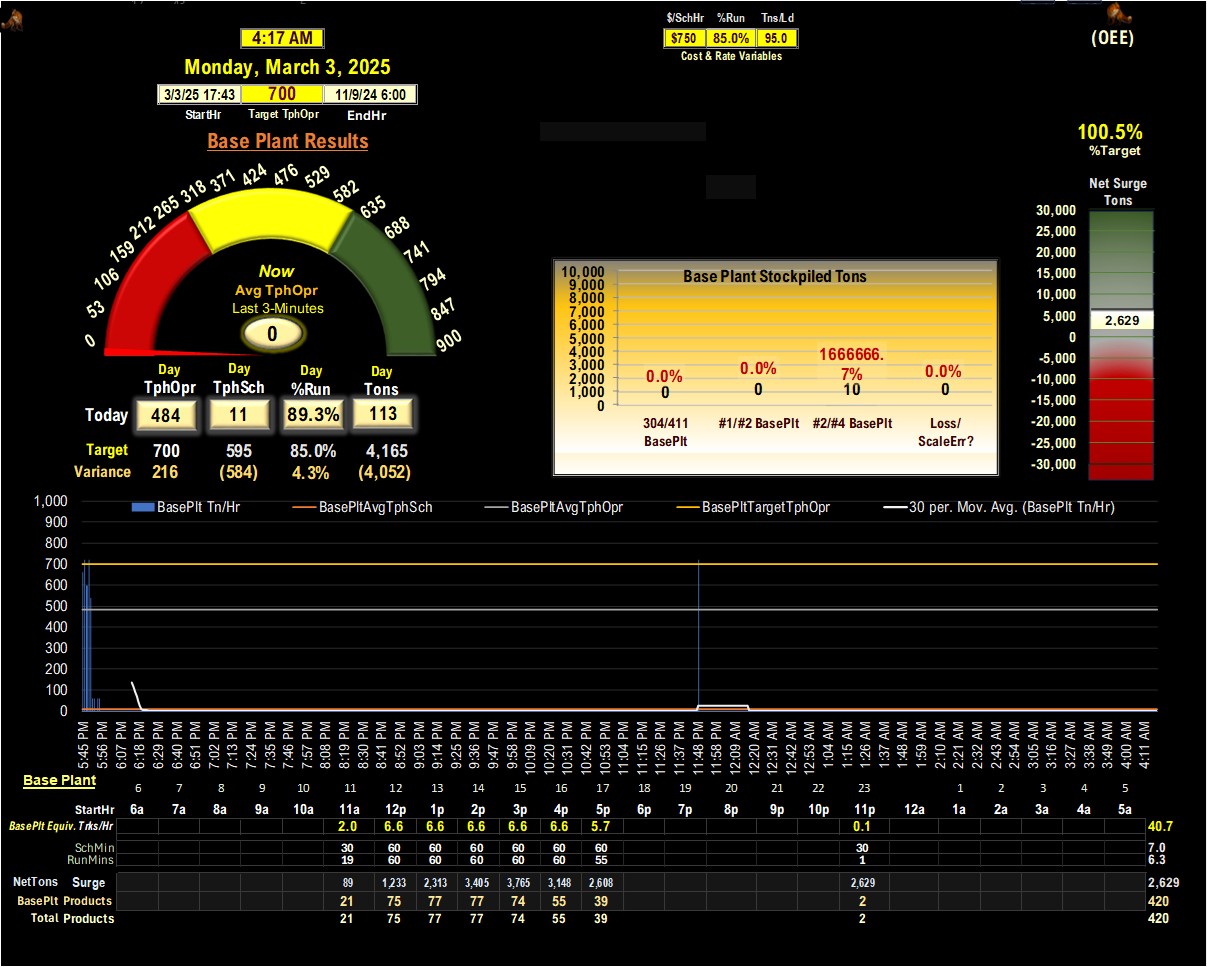 $/SchHr %Run Tns/Ld
4:17 AM
$750 85.0% 95.0
(OEE)
Cost & Rate Variables
Monday, March 3, 2025
3/3/25 17:43 700 11/9/24 6:00
StartHr Target TphOpr EndHr
Base Plant Results
100.5%
%Target
0 53 106 159 212 265 318 371 424 476 529 582 635 688 741 794 847 900
Now
Avg TphOpr
Last 3-Minutes
0
Day Day Day Day
TphOpr TphSch %Run Tons
Today 484 11 89.3% 113
Target 700 595 85.0% 4,165
Variance 216 (584) 4.3% (4,052)
Base Plant Stockpiled Tons
10,000
9,000
8,000
7,000
6,000
5,000
4,000
3,000
2,000
1,000
0
0.0% 0.0% 1666666.7% 0.0%
0 0 10 0
304/411 BasePlt #1/#2 BasePlt #2/#4 BasePlt Loss/ScaleErr?
Net Surge
Tons
30,000
25,000
20,000
15,000
10,000
5,000
2,629
0
-5,000
-10,000
-15,000
-20,000
-25,000
-30,000
BasePlt Tn/Hr BasePltAvgTphSch BasePltAvgTphOpr BasePltTargetTphOpr 30 per. Mov. Avg. (BasePlt Tn/Hr)
1,000
900
800
700
600
500
400
300
200
100
0
5:45 PM 5:56 PM 6:07 PM 6:18 PM 6:29 PM 6:40 PM 6:51 PM 7:02 PM 7:13 PM 7:24 PM 7:35 PM 7:46 PM 7:57 PM 8:08 PM 8:19 PM 8:30 PM 8:41 PM 8:52 PM 9:03 PM 9:14 PM 9:25 PM 9:36 PM 9:47 PM 9:58 PM 10:09 PM 10:20 PM 10:31 PM 10:42 PM 10:53 PM 11:04 PM 11:15 PM 11:26 PM 11:37 PM 11:48 PM 11:58 PM 12:09 AM 12:20 AM 12:31 AM 12:42 AM 12:53 AM 1:04 AM 1:15 AM 1:26 AM 1:37 AM 1:48 AM 1:59 AM 2:10 AM 2:21 AM 2:32 AM 2:43 AM 2:54 AM 3:05 AM 3:16 AM 3:27 AM 3:38 AM 3:49 AM 4:00 AM 4:11 AM
Base Plant
6 7 8 9 10 11 12 13 14 15 16 17 18 19 20 21 22 23 1 2 3 4 5
StartHr 6a 7a 8a 9a 10a 11a 12p 1p 2p 3p 4p 5p 6p 7p 8p 9p 10p 11p 12a 1a 2a 3a 4a 5a
BasePlt Equiv. Trks/Hr 2.0 6.6 6.6 6.6 6.6 6.6 5.7 0.1 40.7
SchMin 30 60 60 60 60 60 60 30 7.0
RunMins 19 60 60 60 60 60 55 1 6.3
NetTons Surge 89 1,233 2,313 3,405 3,765 3,148 2,608 2,629 2,629
BasePlt Products 21 75 77 77 74 55 39 2 420
Total Products 21 75 77 77 74 55 39 2 420